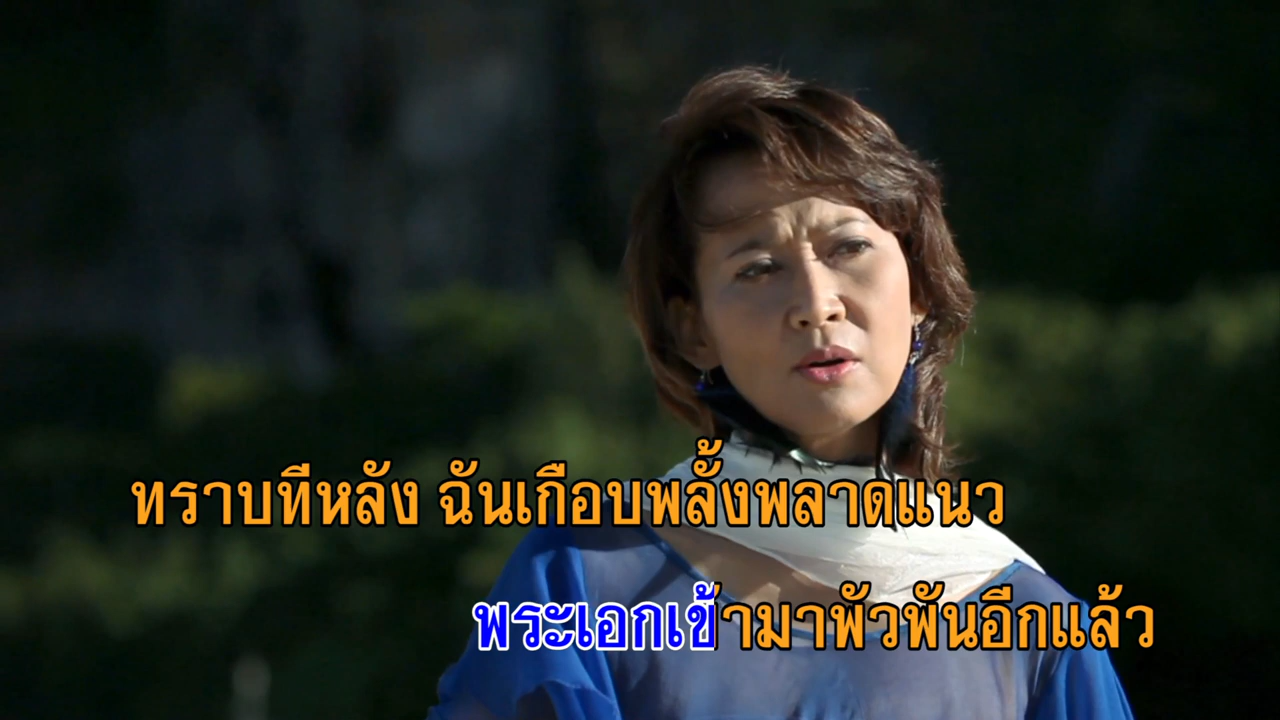 ทราบทีหลัง ฉันเกือบพลั้งพลาดแนว
พระเอกเข้ามาพัวพันอีกแล้ว